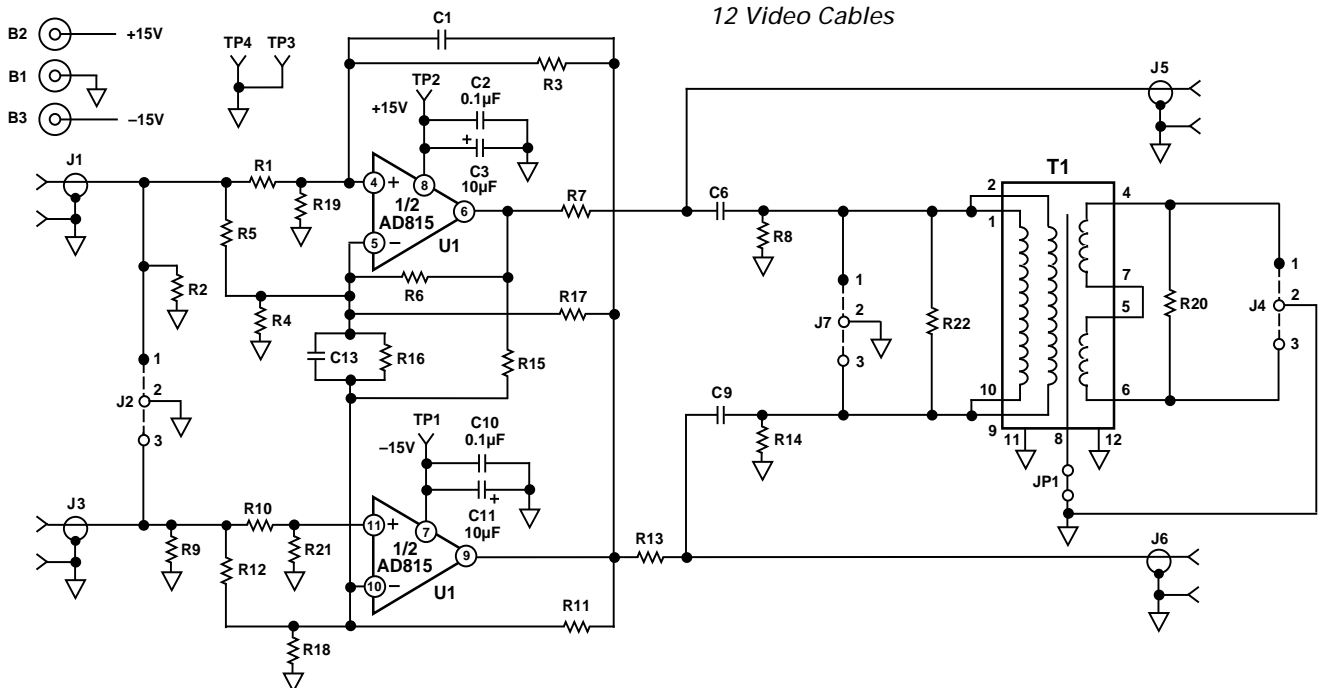 12 Video Cables
B2 +15V
B1
B3 –15V
TP4 TP3
C1
R3
TP2
+15V
C2
0.1µF
+
C3
10µF
J1
R1
R19
R5
R2
R4
4 +
8
1/2
AD815
5 –
6
U1
R6
R17
C13
R16
R15
R7
J5
C6
R8
1
J7
2
3
R22
T1
2
1
4
7
5
6
10
9
11
8
12
JP1
R20
1
J4
2
3
C9
R14
1
J2
2
3
TP1
–15V
C10
0.1µF
+
C11
10µF
J3
R10
R9
R21
R12
11 +
7
1/2
AD815
10 –
9
U1
R13
J6
R11
R18